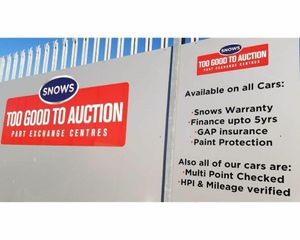 SNOWS
TOO GOOD TO AUCTION
PART EXCHANGE CENTRES
SNOWS
TOO GOOD TO AUCTION
PART EXCHANGE CENTRES
Available on all Cars:
·Snows Warranty
·Finance upto 5yrs
·GAP insurance
·Paint Protection
Also all of our cars are:
·Multi Point Checked
·HPI & Mileage verified